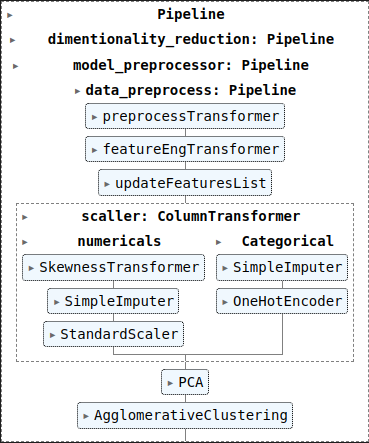 Pipeline
dimentionality_reduction: Pipeline
model_preprocessor: Pipeline
data_preprocess: Pipeline
preprocessTransformer
featureEngTransformer
updateFeaturesList
scaller: ColumnTransformer
numericals Categorical
SkewnessTransformer SimpleImputer
SimpleImputer OneHotEncoder
StandardScaler
PCA
AgglomerativeClustering